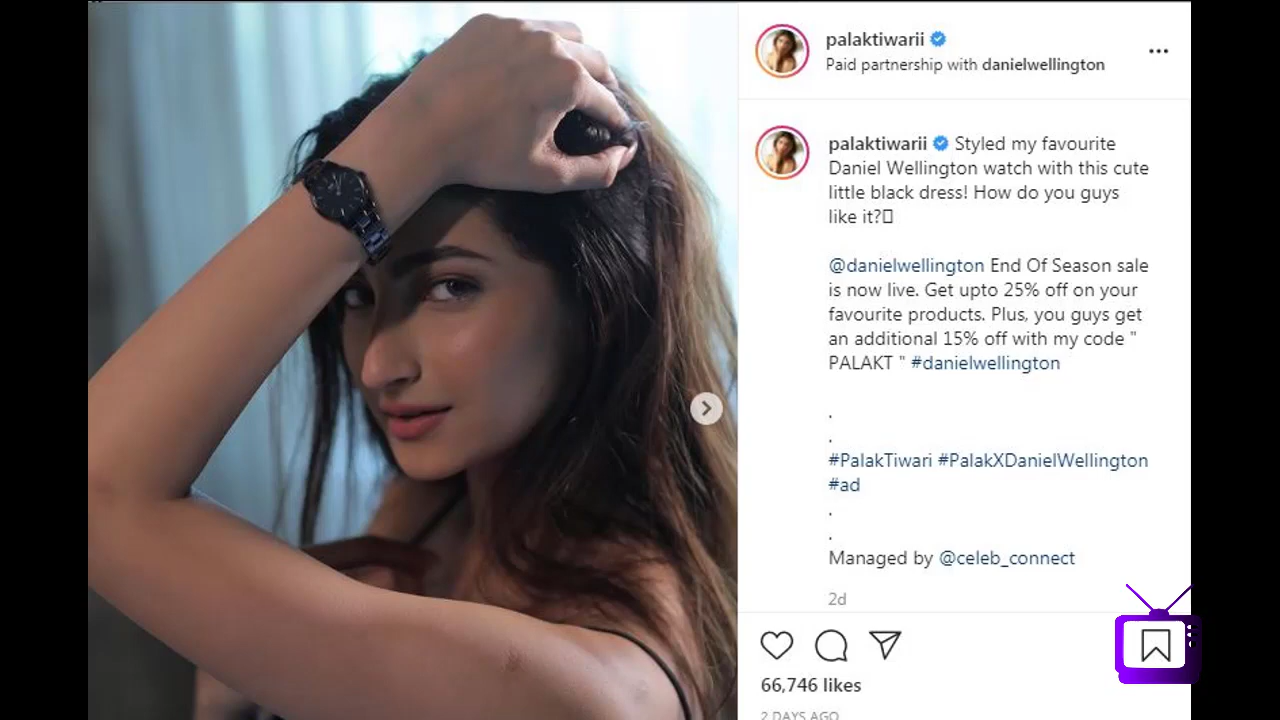 palaktiwarii
Paid partnership with danielwellington
palaktiwarii Styled my favourite
Daniel Wellington watch with this cute
little black dress! How do you guys
like it?
@danielwellington End Of Season sale
is now live. Get upto 25% off on your
favourite products. Plus, you guys get
an additional 15% off with my code "
PALAKT " #danielwellington
.
.
#PalakTiwari #PalakXDanielWellington
#ad
.
.
Managed by @celeb_connect
2d
66,746 likes
2 DAYS AGO